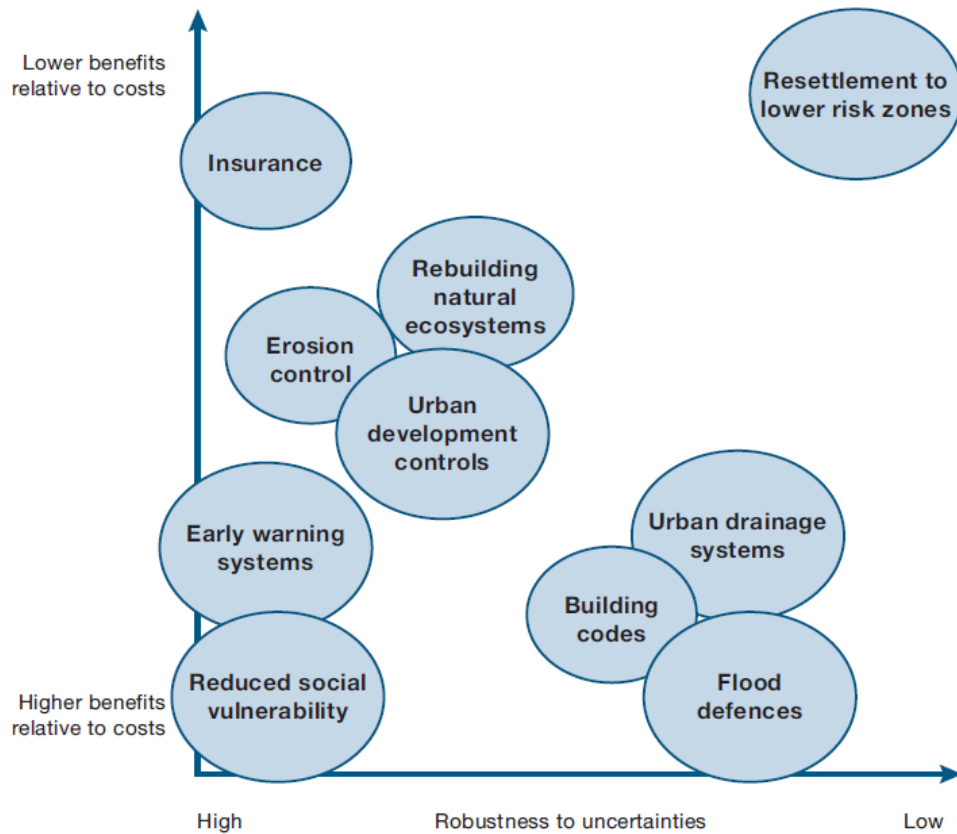 Lower benefits
relative to costs
Resettlement to
lower risk zones
Insurance
Rebuilding
natural
ecosystems
Erosion
control
Urban
development
controls
Early warning
systems
Urban drainage
systems
Building
codes
Reduced social
vulnerability
Flood
defences
Higher benefits
relative to costs
High
Robustness to uncertainties
Low